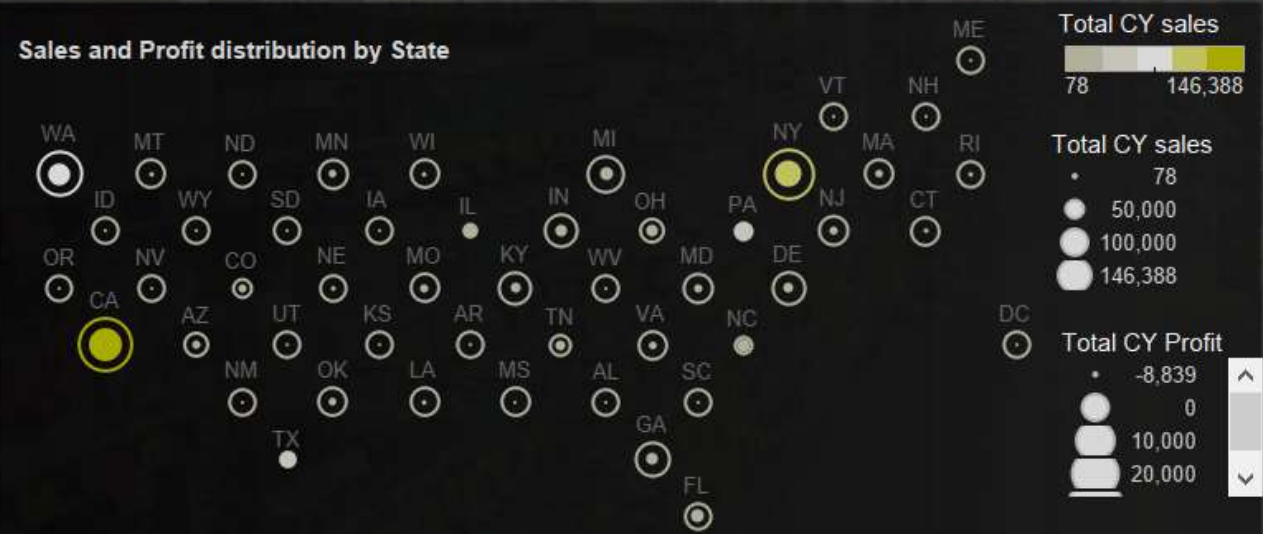 Sales and Profit distribution by State
ME
VT NH
WA MT ND MN WI MI NY MA RI
ID WY SD IA IL IN OH PA NJ CT
OR NV CO NE MO KY WV MD DE
CA AZ UT KS AR TN VA NC DC
NM OK LA MS AL SC
TX GA
FL
Total CY sales
78 146,388
Total CY sales
78
50,000
100,000
146,388
Total CY Profit
-8,839
0
10,000
20,000